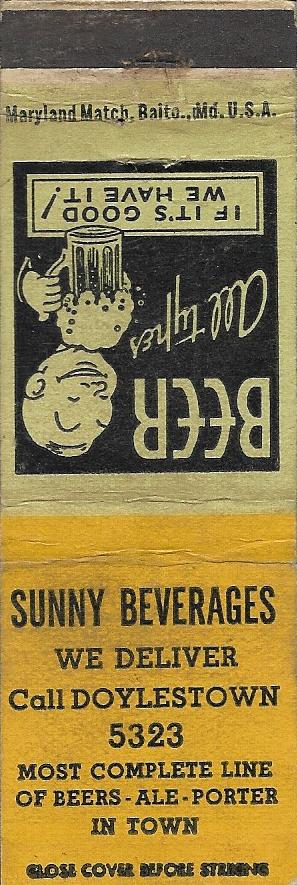 Maryland Match, Balto., Md. U.S.A.
BEER
all types
IF IT'S GOOD
WE HAVE IT!
SUNNY BEVERAGES
WE DELIVER
Call DOYLESTOWN
5323
MOST COMPLETE LINE
OF BEERS-ALE-PORTER
IN TOWN
CLOSE COVER BEFORE STRIKING